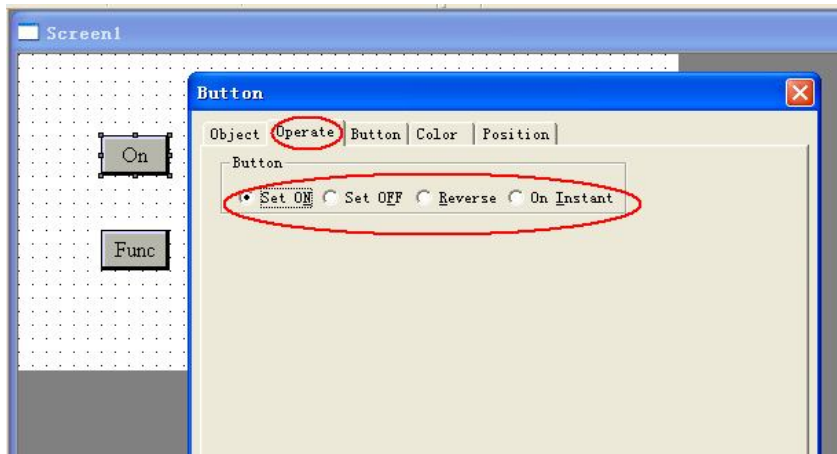 Screen1
Button
Object Operate Button Color Position
Button
Set ON Set OFF Reverse On Instant
On
Func